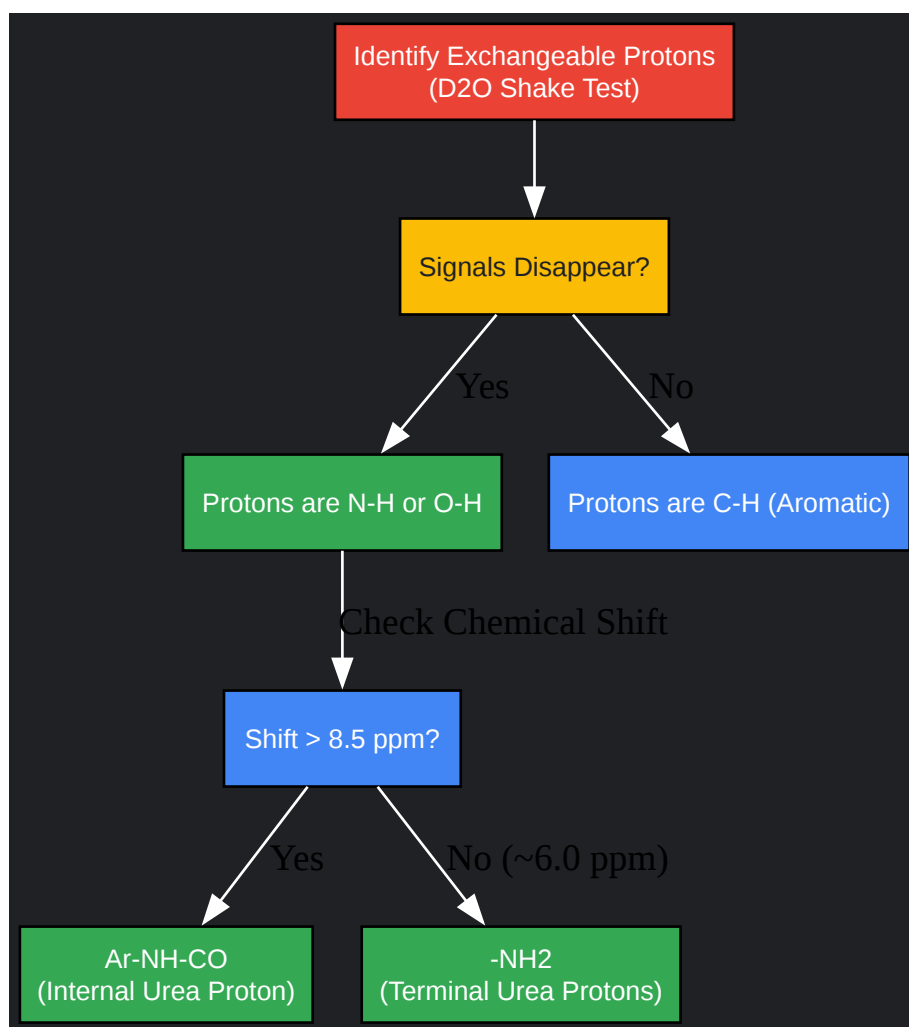 Identify Exchangeable Protons
(D2O Shake Test)
Signals Disappear?
Yes
No
Protons are N-H or O-H
Protons are C-H (Aromatic)
Check Chemical Shift
Shift > 8.5 ppm?
Yes
No (~6.0 ppm)
Ar-NH-CO
(Internal Urea Proton)
-NH2
(Terminal Urea Protons)